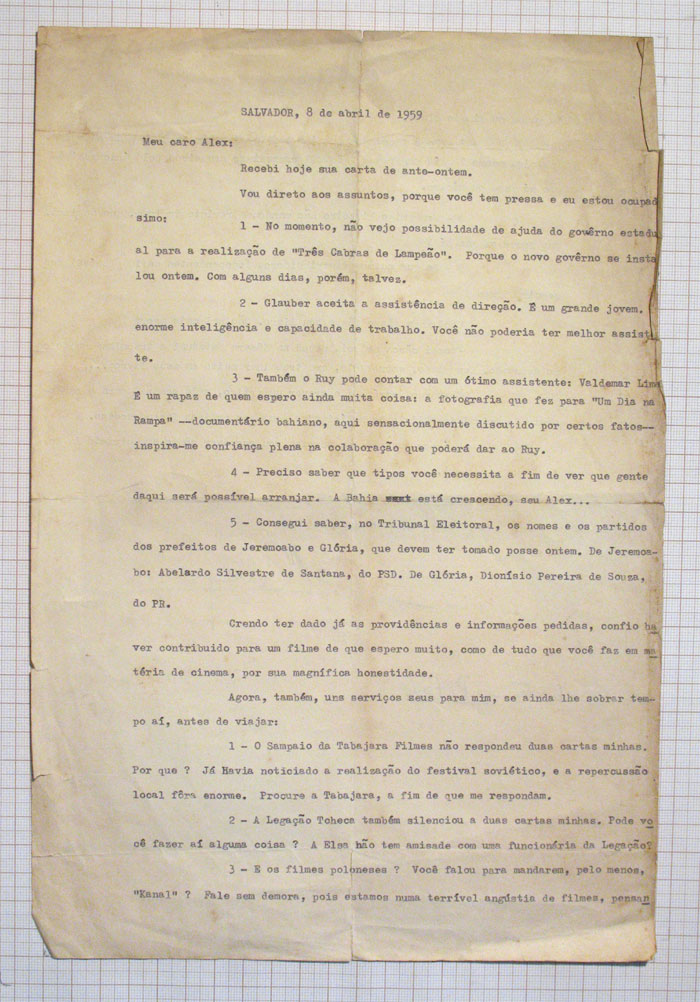 SALVADOR, 8 de abril de 1959
Meu caro Alex:
Recebi hoje sua carta de ante-ontem.
Vou direto aos assuntos, porque você tem pressa e eu estou ocupad
simo:
1 - No momento, não vejo possibilidade de ajuda do govêrno estadu
al para a realização de "Três Cabras de Lampeão". Porque o novo govêrno se insta
lou ontem. Com alguns dias, porém, talvez.
2 - Glauber aceita a assistência de direção. É um grande jovem.
enorme inteligência e capacidade de trabalho. Você não poderia ter melhor assist
te.
3 - Também o Ruy pode contar com um ótimo assistente: Valdemar Lima
É um rapaz de quem espero ainda muita coisa: a fotografia que fez para "Um Dia na
Rampa" --documentário bahiano, aqui sensacionalmente discutido por certos fatos--
inspira-me confiança plena na colaboração que poderá dar ao Ruy.
4 - Preciso saber que tipos você necessita a fim de ver que gente
daqui será possível arranjar. A Bahia está crescendo, seu Alex...
5 - Consegui saber, no Tribunal Eleitoral, os nomes e os partidos
dos prefeitos de Jeremoabo e Glória, que devem ter tomado posse ontem. De Jeremoa-
bo: Abelardo Silvestre de Santana, do PSD. De Glória, Dionísio Pereira de Souza,
do PR.
Crendo ter dado já as providências e informações pedidas, confio ha
ver contribuido para um filme de que espero muito, como de tudo que você faz em ma
téria de cinema, por sua magnífica honestidade.
Agora, também, uns serviços seus para mim, se ainda lhe sobrar tem-
po aí, antes de viajar:
1 - O Sampaio da Tabajara Filmes não respondeu duas cartas minhas.
Por que ? Já Havia noticiado a realização do festival soviético, e a repercussão
local fôra enorme. Procure a Tabajara, a fim de que me respondam.
2 - A Legação Tcheca também silenciou a duas cartas minhas. Pode vo
cê fazer aí alguma coisa ? A Elsa não tem amisade com uma funcionária da Legação?
3 - E os filmes poloneses ? Você falou para mandarem, pelo menos,
"Kanal" ? Fale sem demora, pois estamos numa terrível angústia de filmes, pensan